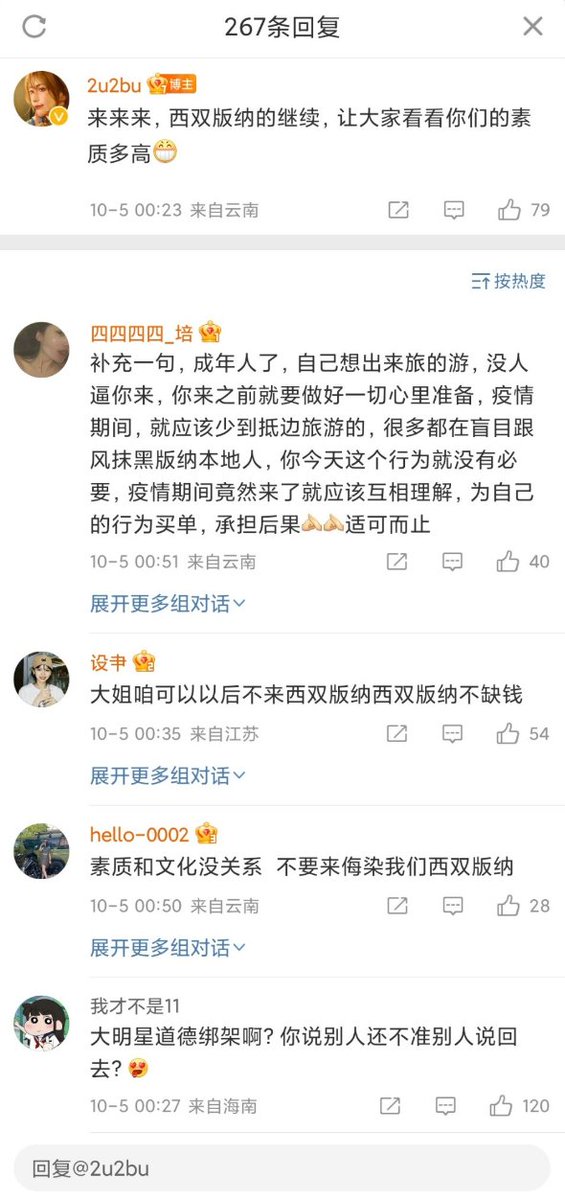 267条回复
2u2bu 博主
来来来，西双版纳的继续，让大家看看你们的素
质多高
10-5 00:23 来自云南
79
按热度
四四四四_培
补充一句，成年人了，自己想出来旅的游，没人
逼你来，你来之前就要做好一切心里准备，疫情
期间，就应该少到抵边旅游的，很多都在盲目跟
风抹黑版纳本地人，你今天这个行为就没有必
要，疫情期间竟然来了就应该互相理解，为自己
的行为买单，承担后果适可而止
10-5 00:51 来自云南
40
展开更多组对话
设肀
大姐咱可以以后不来西双版纳西双版纳不缺钱
10-5 00:35 来自江苏
54
展开更多组对话
hello-0002
素质和文化没关系 不要来侮染我们西双版纳
10-5 00:50 来自云南
28
展开更多组对话
我才不是11
大明星道德绑架啊？你说别人还不准别人说回
去？
10-5 00:27 来自海南
120
回复@2u2bu